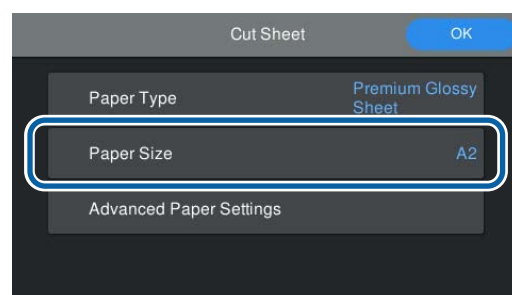 Cut Sheet
OK
Paper Type
Premium Glossy
Sheet
Paper Size
A2
Advanced Paper Settings